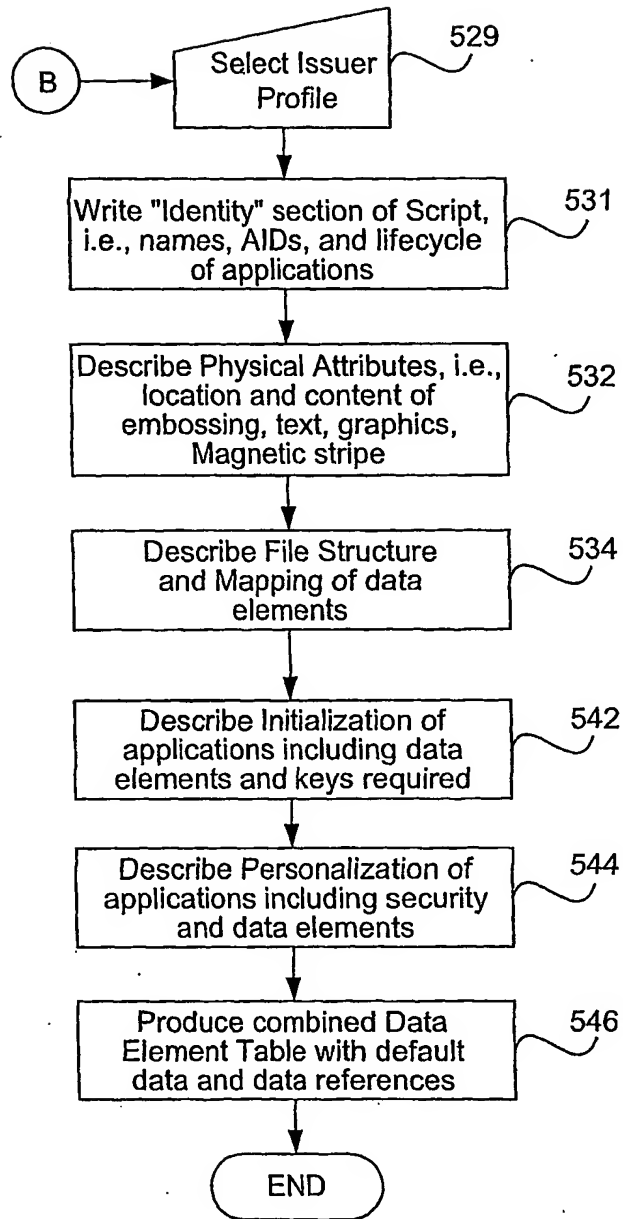 529
B
Select Issuer
Profile
531
Write "Identity" section of Script,
i.e., names, AIDs, and lifecycle
of applications
532
Describe Physical Attributes, i.e.,
location and content of
embossing, text, graphics,
Magnetic stripe
534
Describe File Structure
and Mapping of data
elements
542
Describe Initialization of
applications including data
elements and keys required
544
Describe Personalization of
applications including security
and data elements
546
Produce combined Data
Element Table with default
data and data references
END